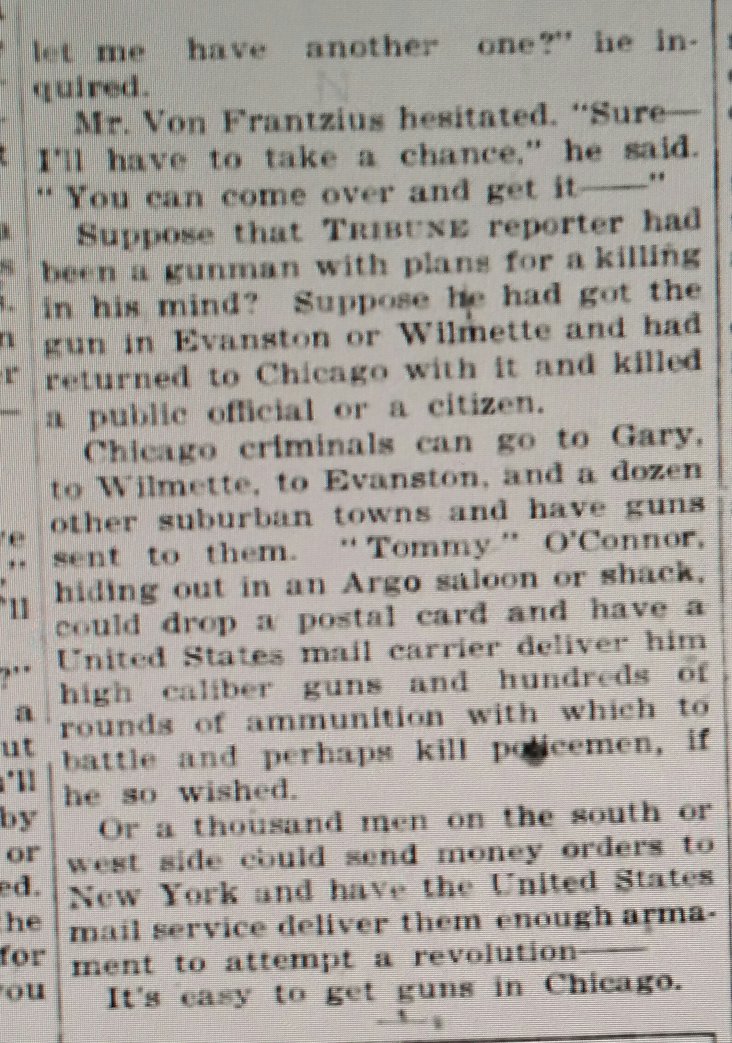 let me have another one?" he in-
quired.
Mr. Von Frantzius hesitated. "Sure—
I'll have to take a chance," he said.
"You can come over and get it——"
Suppose that TRIBUNE reporter had
been a gunman with plans for a killing
in his mind? Suppose he had got the
gun in Evanston or Wilmette and had
returned to Chicago with it and killed
a public official or a citizen.
Chicago criminals can go to Gary,
to Wilmette, to Evanston, and a dozen
other suburban towns and have guns
sent to them. "Tommy" O'Connor,
hiding out in an Argo saloon or shack,
could drop a postal card and have a
United States mail carrier deliver him
high caliber guns and hundreds of
rounds of ammunition with which to
battle and perhaps kill policemen, if
he so wished.
Or a thousand men on the south or
west side could send money orders to
New York and have the United States
mail service deliver them enough arma-
ment to attempt a revolution——
It's easy to get guns in Chicago.